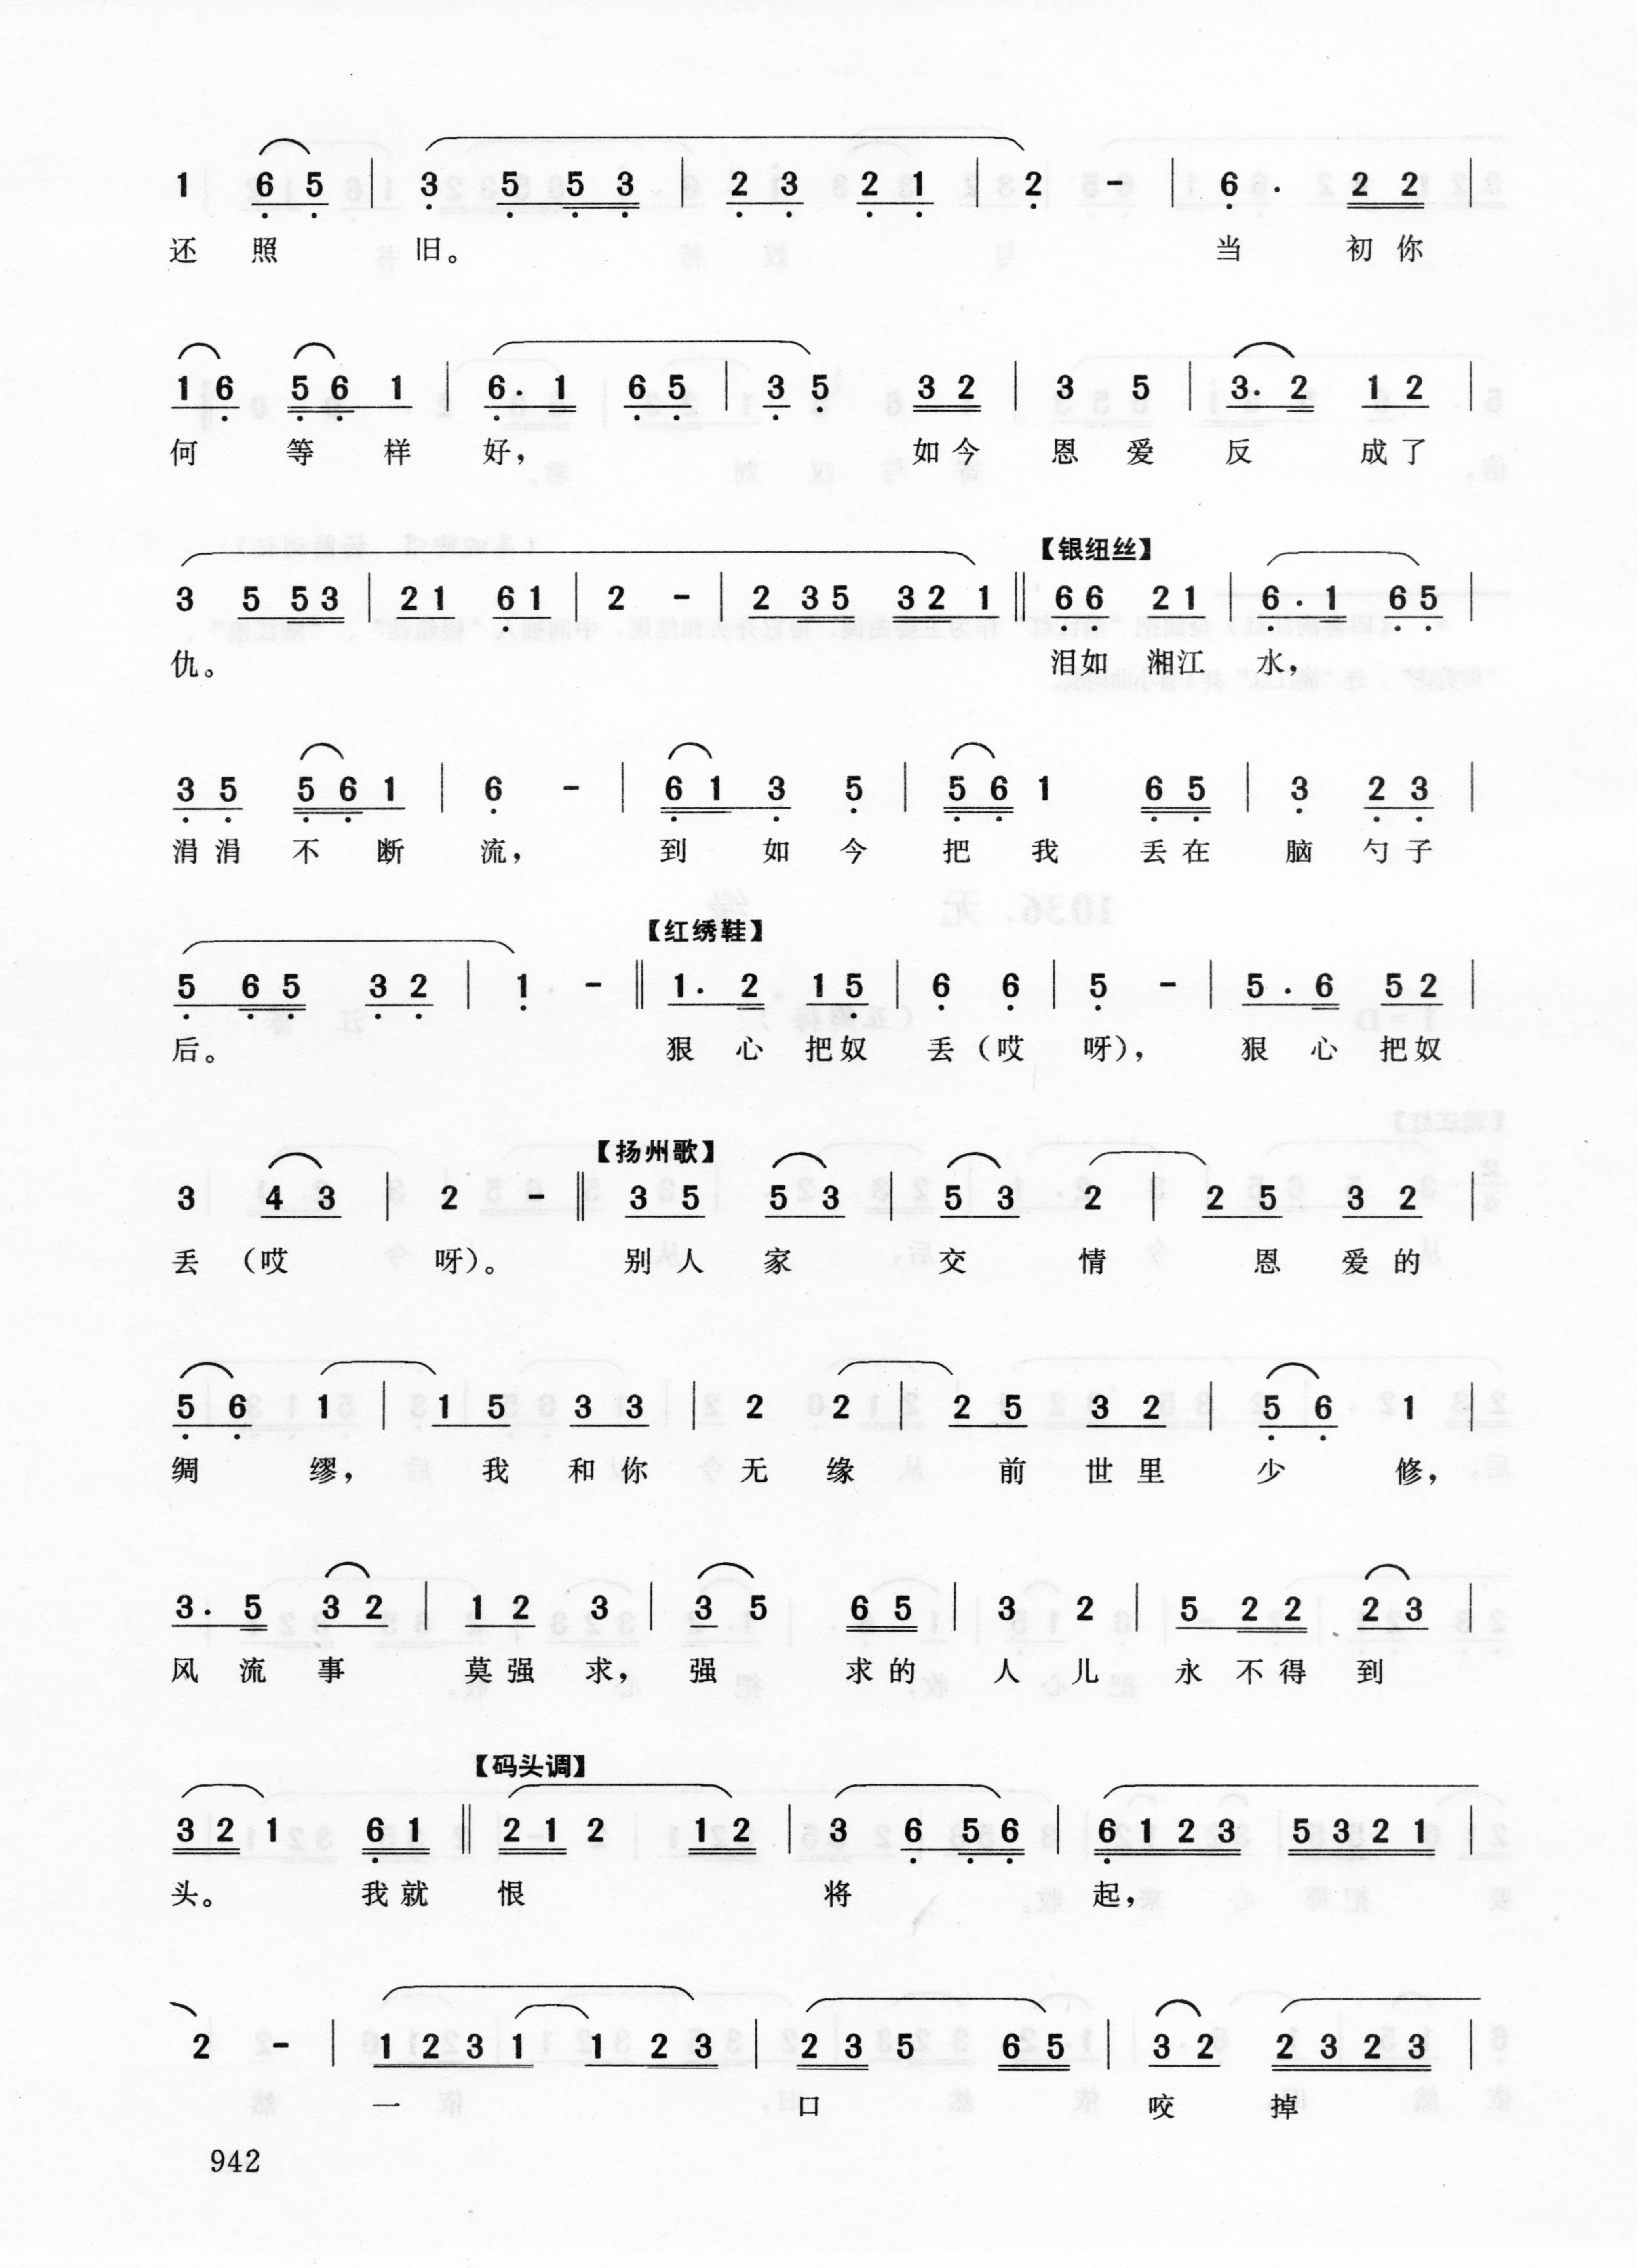 1 6 5 | 3 5 5 3 | 2 3 2 1 | 2 - | 6 . 2 2 |
还 照 旧。 当 初 你
1 6 5 6 1 | 6 . 1 6 5 | 3 5 3 2 | 3 5 | 3 . 2 1 2 |
何 等 样 好， 如 今 恩 爱 反 成 了
【银纽丝】
3 5 5 3 | 2 1 6 1 | 2 - | 2 3 5 3 2 1 || 6 6 2 1 | 6 . 1 6 5 |
仇。 泪如 湘江 水，
3 5 5 6 1 | 6 - | 6 1 3 5 | 5 6 1 6 5 | 3 2 3 |
涓 涓 不 断 流， 到 如 今 把 我 丢 在 脑 勺 子
【红绣鞋】
5 6 5 3 2 | 1 - || 1 . 2 1 5 | 6 6 | 5 - | 5 . 6 5 2 |
后。 狠 心 把奴 丢（哎 呀）， 狠 心 把奴
【扬州歌】
3 4 3 | 2 - || 3 5 5 3 | 5 3 2 | 2 5 3 2 |
丢（哎 呀）。 别 人 家 交 情 恩 爱 的
5 6 1 | 1 5 3 3 | 2 2 | 2 5 3 2 | 5 6 1 |
绸 缪， 我 和 你 无 缘 前 世 里 少 修，
3 . 5 3 2 | 1 2 3 | 3 5 6 5 | 3 2 | 5 2 2 2 3 |
风 流 事 莫 强 求， 强 求 的 人 儿 永 不 得 到
【码头调】
3 2 1 6 1 || 2 1 2 1 2 | 3 6 5 6 | 6 1 2 3 5 3 2 1 |
头。 我 就 恨 将 起，
2 - | 1 2 3 1 1 2 3 | 2 3 5 6 5 | 3 2 2 3 2 3 |
一 口 咬 掉
942